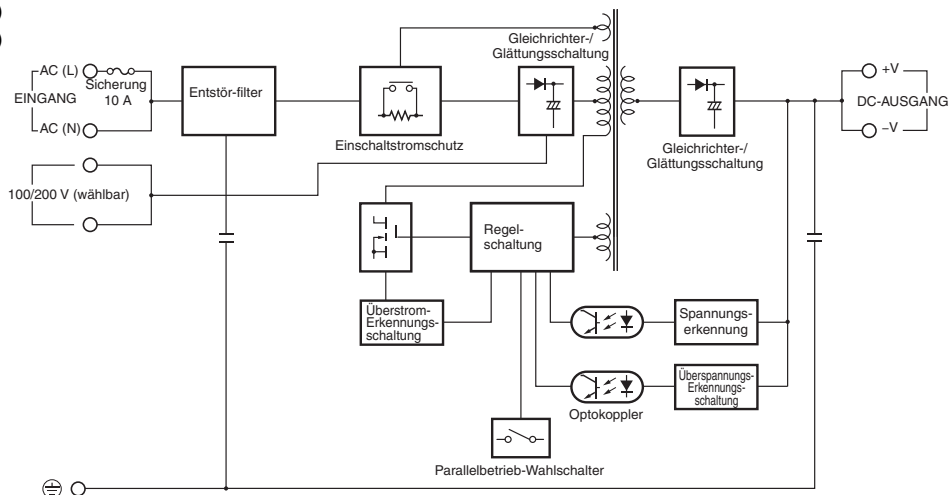 Gleichrichter-/
Glättungsschaltung
AC (L)
Sicherung
10 A
EINGANG
AC (N)
Entstör-filter
Einschaltstromschutz
Gleichrichter-/
Glättungsschaltung
+V
DC-AUSGANG
–V
100/200 V (wählbar)
Regel-
schaltung
Überstrom-
Erkennungs-
schaltung
Spannungs-
erkennung
Überspannungs-
Erkennungs-
schaltung
Optokoppler
Parallelbetrieb-Wahlschalter